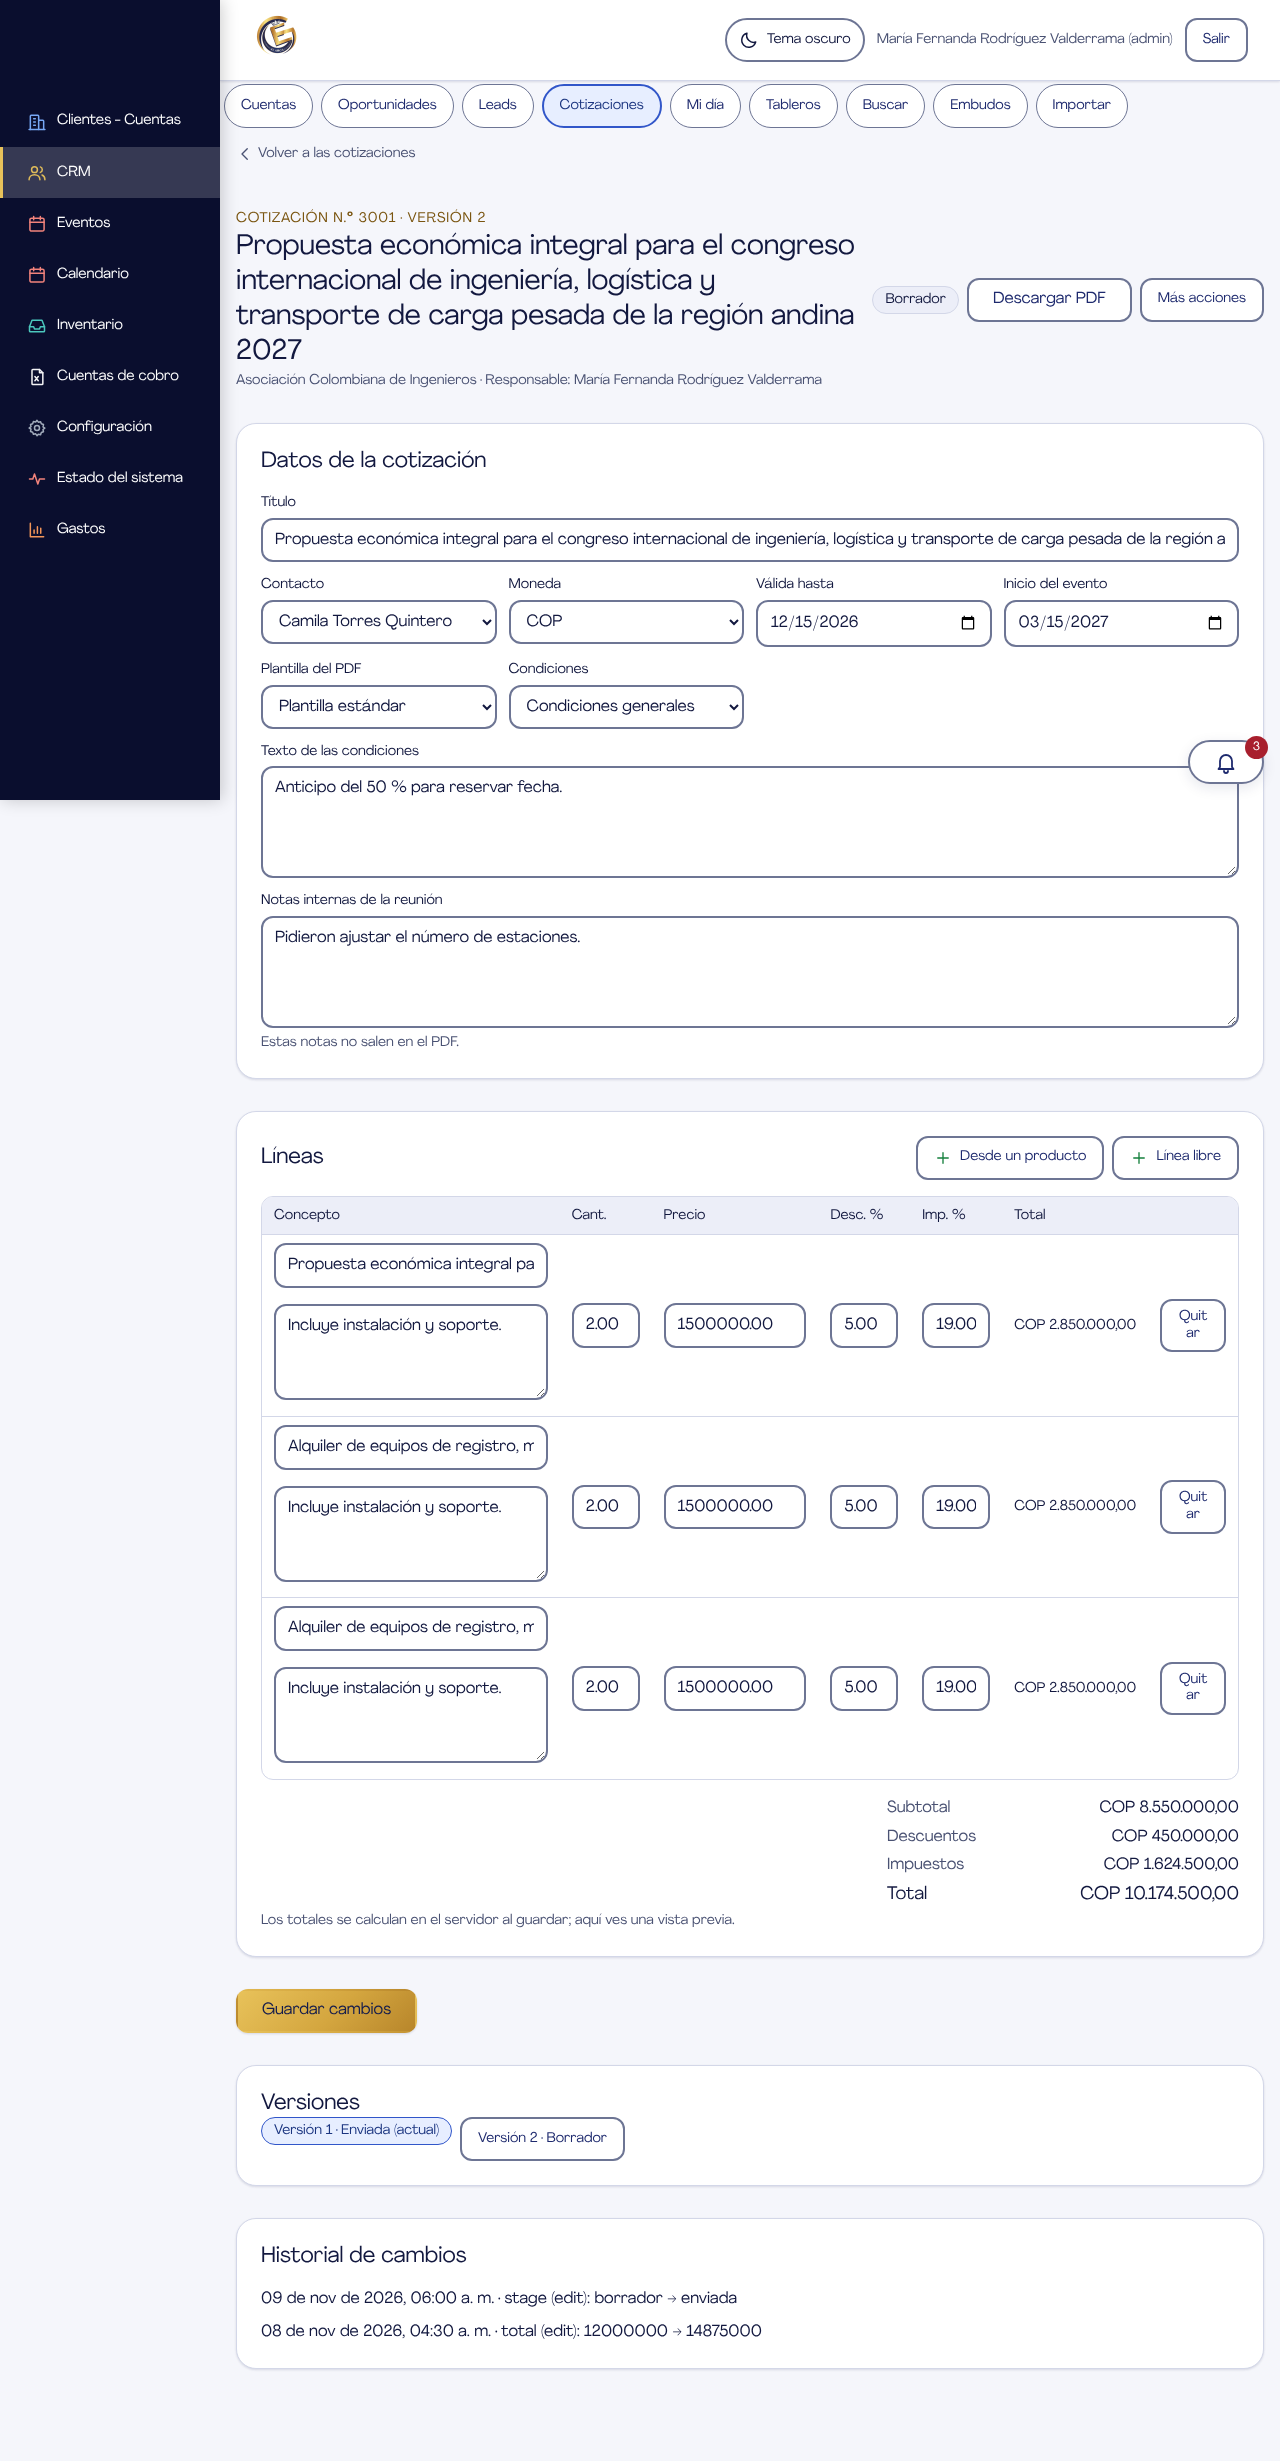 Tema oscuro
María Fernanda Rodríguez Valderrama (admin)
Salir
Clientes - Cuentas
CRM
Eventos
Calendario
Inventario
Cuentas de cobro
Configuración
Estado del sistema
Gastos
Cuentas
Oportunidades
Leads
Cotizaciones
Mi día
Tableros
Buscar
Embudos
Importar
Volver a las cotizaciones
COTIZACIÓN N.º 3001 · VERSIÓN 2
Propuesta económica integral para el congreso
internacional de ingeniería, logística y
transporte de carga pesada de la región andina
2027
Asociación Colombiana de Ingenieros · Responsable: María Fernanda Rodríguez Valderrama
Borrador
Descargar PDF
Más acciones
Datos de la cotización
Título
Propuesta económica integral para el congreso internacional de ingeniería, logística y transporte de carga pesada de la región a
Contacto
Moneda
Válida hasta
Inicio del evento
Camila Torres Quintero
COP
12/15/2026
03/15/2027
Plantilla del PDF
Condiciones
Plantilla estándar
Condiciones generales
Texto de las condiciones
3
Anticipo del 50 % para reservar fecha.
Notas internas de la reunión
Pidieron ajustar el número de estaciones.
Estas notas no salen en el PDF.
Líneas
Desde un producto
Línea libre
Concepto
Cant.
Precio
Desc. %
Imp. %
Total
Propuesta económica integral pa
Incluye instalación y soporte.
2.00
1500000.00
5.00
19.00
COP 2.850.000,00
Quit
ar
Alquiler de equipos de registro, m
Incluye instalación y soporte.
2.00
1500000.00
5.00
19.00
COP 2.850.000,00
Quit
ar
Alquiler de equipos de registro, m
Incluye instalación y soporte.
2.00
1500000.00
5.00
19.00
COP 2.850.000,00
Quit
ar
Subtotal COP 8.550.000,00
Descuentos COP 450.000,00
Impuestos COP 1.624.500,00
Total COP 10.174.500,00
Los totales se calculan en el servidor al guardar; aquí ves una vista previa.
Guardar cambios
Versiones
Versión 1 · Enviada (actual)
Versión 2 · Borrador
Historial de cambios
09 de nov de 2026, 06:00 a. m. · stage (edit): borrador → enviada
08 de nov de 2026, 04:30 a. m. · total (edit): 12000000 → 14875000